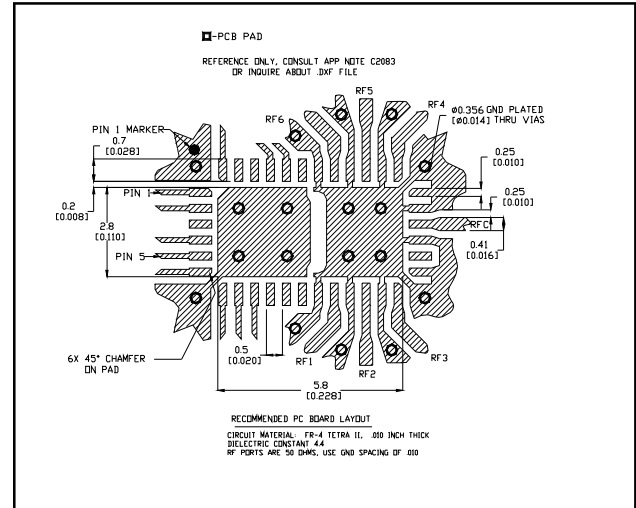 -PCB PAD
REFERENCE ONLY, CONSULT APP NOTE C2083
OR INQUIRE ABOUT .DXF FILE
RF5
RF4
RF6
Ø0.356 GND PLATED
[Ø0.014] THRU VIAS
PIN 1 MARKER
0.7
[0.028]
0.25
[0.010]
PIN 1
0.2
[0.008]
0.25
[0.010]
2.8
[0.110]
RFC
0.41
[0.016]
PIN 5
6X 45° CHAMFER
ON PAD
0.5
[0.020]
RF1
RF2
RF3
5.8
[0.228]
RECOMMENDED PC BOARD LAYOUT
CIRCUIT MATERIAL: FR-4 TETRA II, .010 INCH THICK
DIELECTRIC CONSTANT 4.4
RF PORTS ARE 50 OHMS, USE GND SPACING OF .010